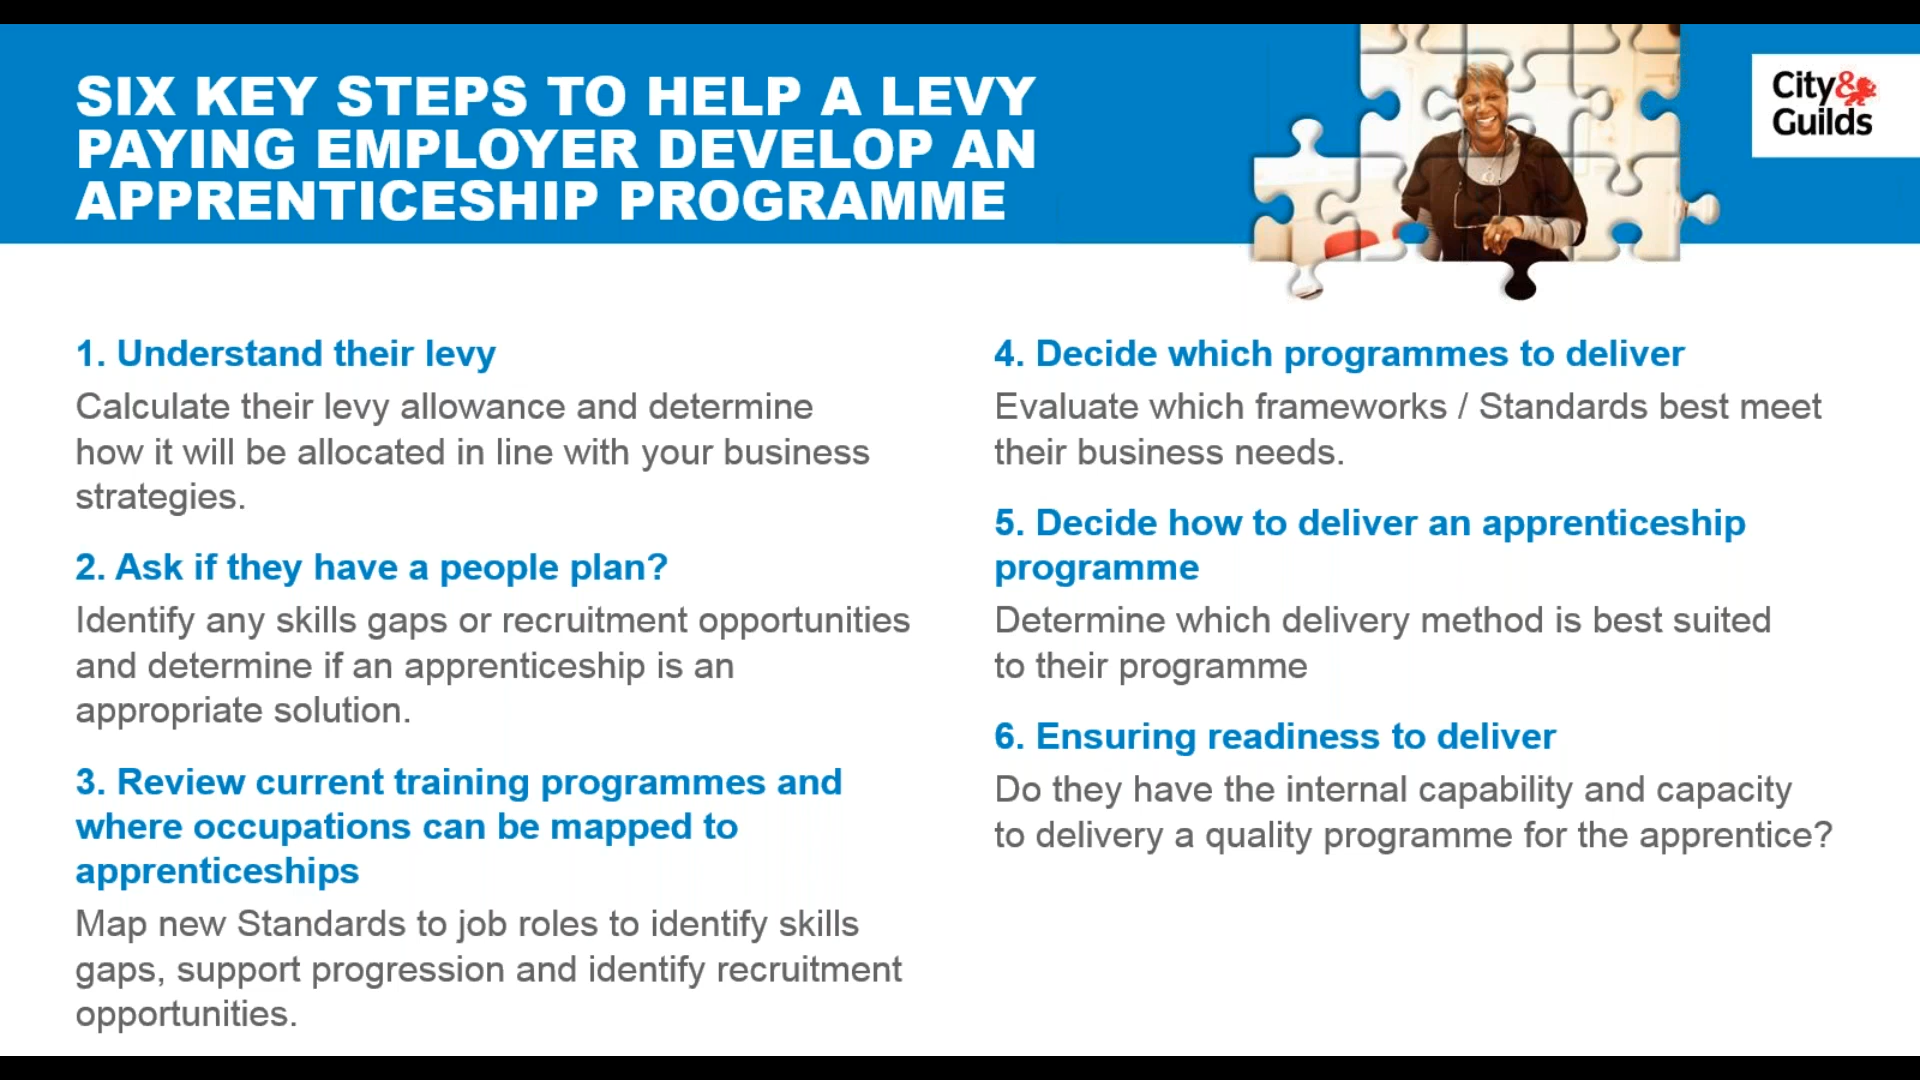 SIX KEY STEPS TO HELP A LEVY
PAYING EMPLOYER DEVELOP AN
APPRENTICESHIP PROGRAMME
City&
Guilds
1. Understand their levy
Calculate their levy allowance and determine
how it will be allocated in line with your business
strategies.
2. Ask if they have a people plan?
Identify any skills gaps or recruitment opportunities
and determine if an apprenticeship is an
appropriate solution.
3. Review current training programmes and
where occupations can be mapped to
apprenticeships
Map new Standards to job roles to identify skills
gaps, support progression and identify recruitment
opportunities.
4. Decide which programmes to deliver
Evaluate which frameworks / Standards best meet
their business needs.
5. Decide how to deliver an apprenticeship
programme
Determine which delivery method is best suited
to their programme
6. Ensuring readiness to deliver
Do they have the internal capability and capacity
to delivery a quality programme for the apprentice?